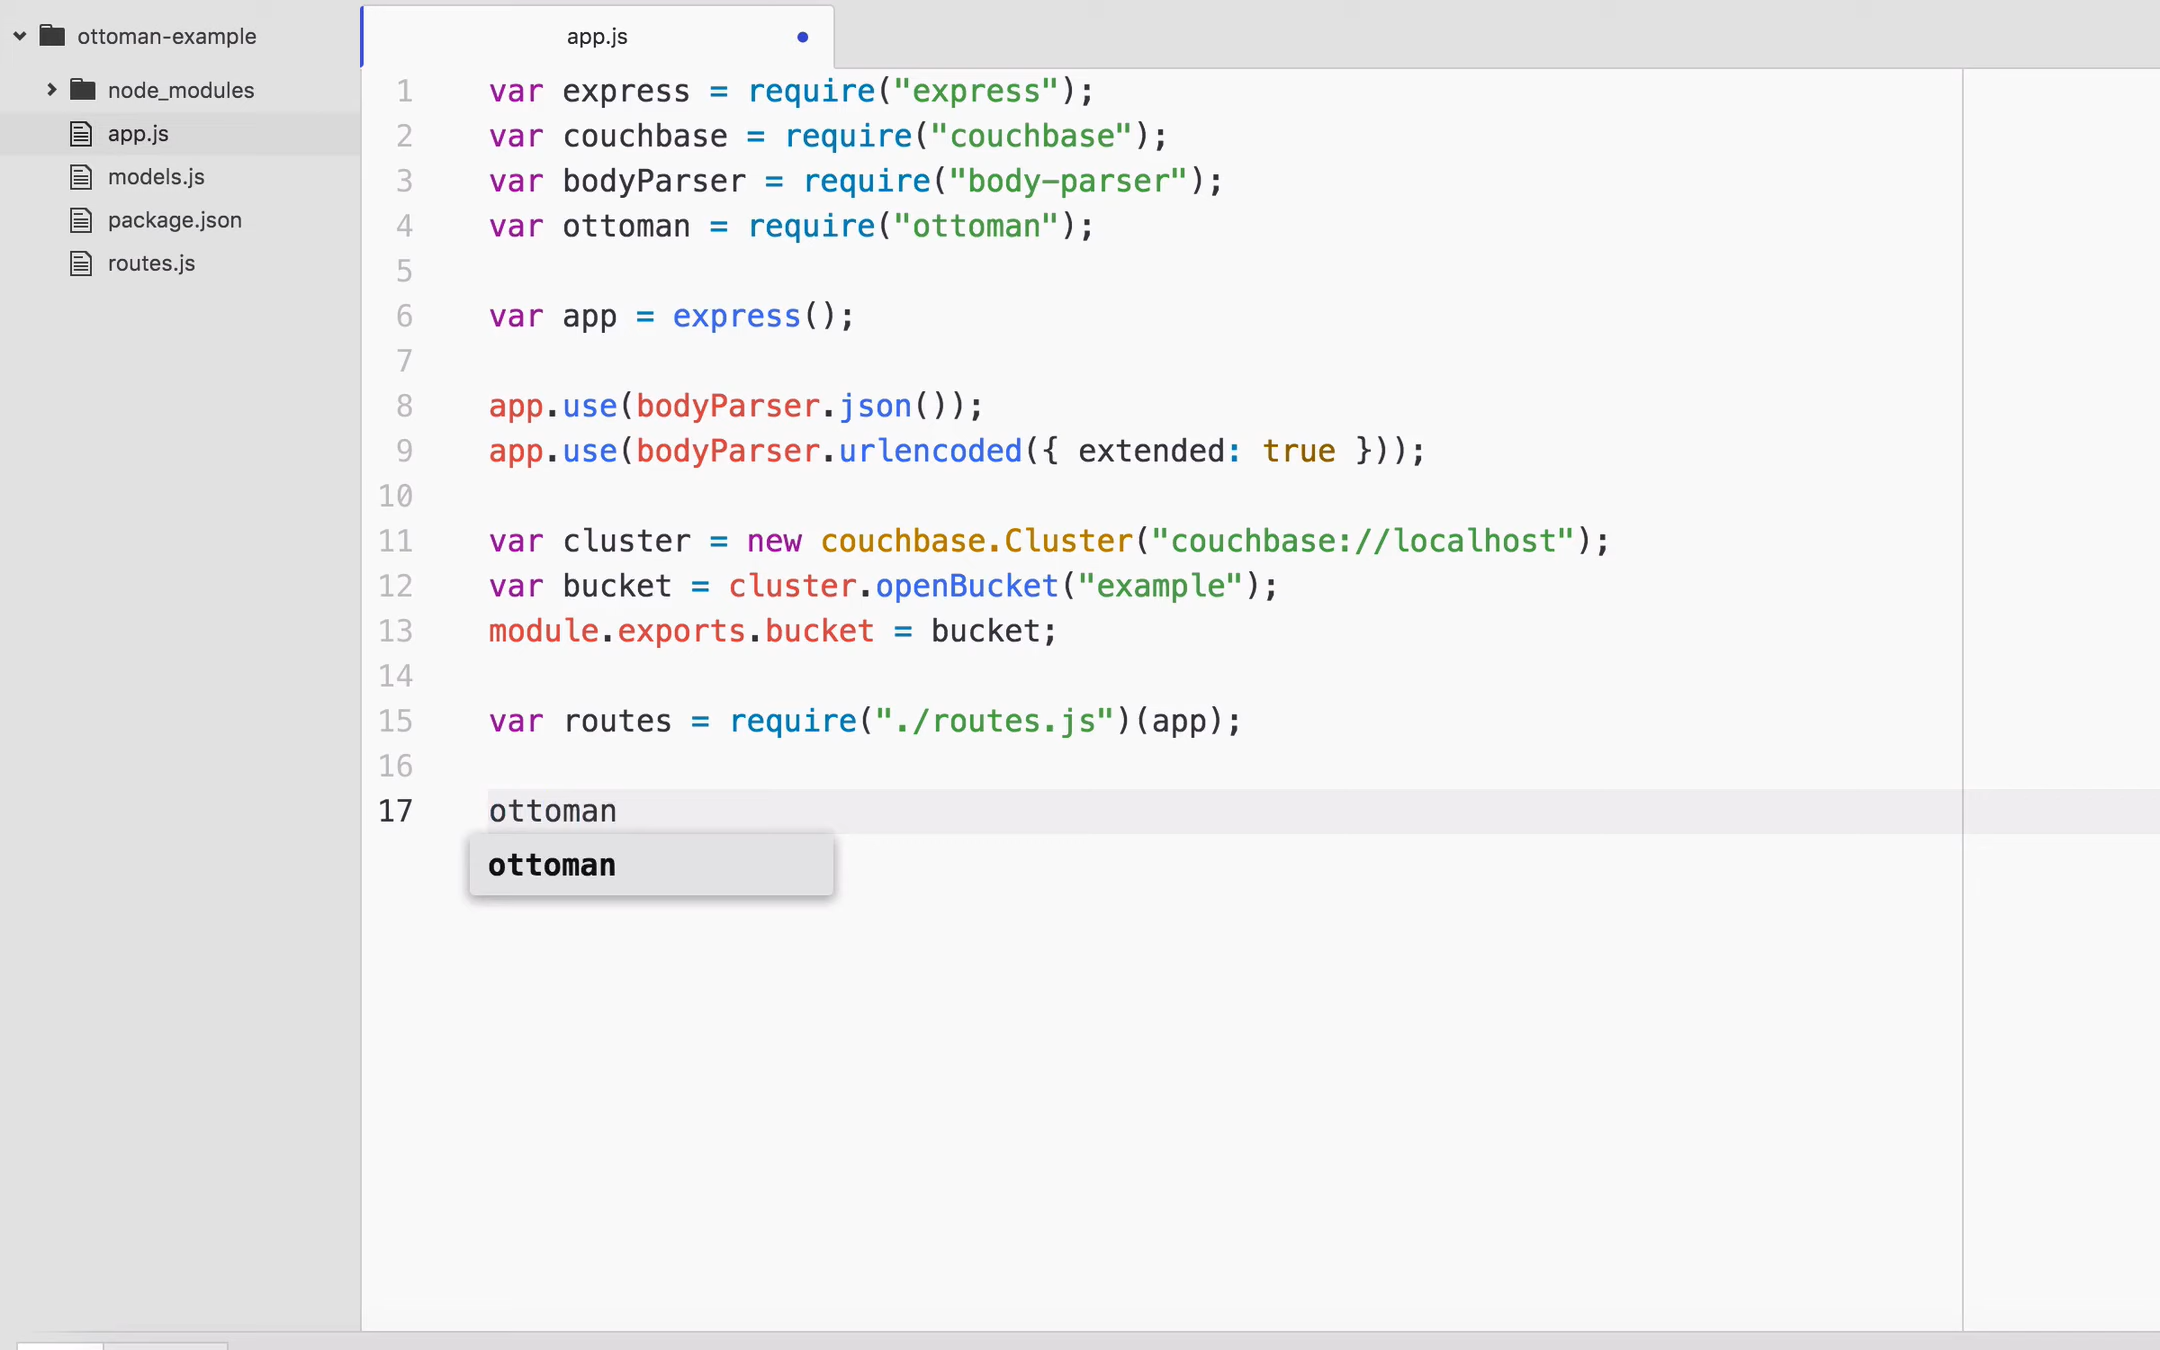 ottoman-example
node_modules
app.js
models.js
package.json
routes.js
app.js
1 var express = require("express");
2 var couchbase = require("couchbase");
3 var bodyParser = require("body-parser");
4 var ottoman = require("ottoman");
5
6 var app = express();
7
8 app.use(bodyParser.json());
9 app.use(bodyParser.urlencoded({ extended: true }));
10
11 var cluster = new couchbase.Cluster("couchbase://localhost");
12 var bucket = cluster.openBucket("example");
13 module.exports.bucket = bucket;
14
15 var routes = require("./routes.js")(app);
16
17 ottoman
ottoman